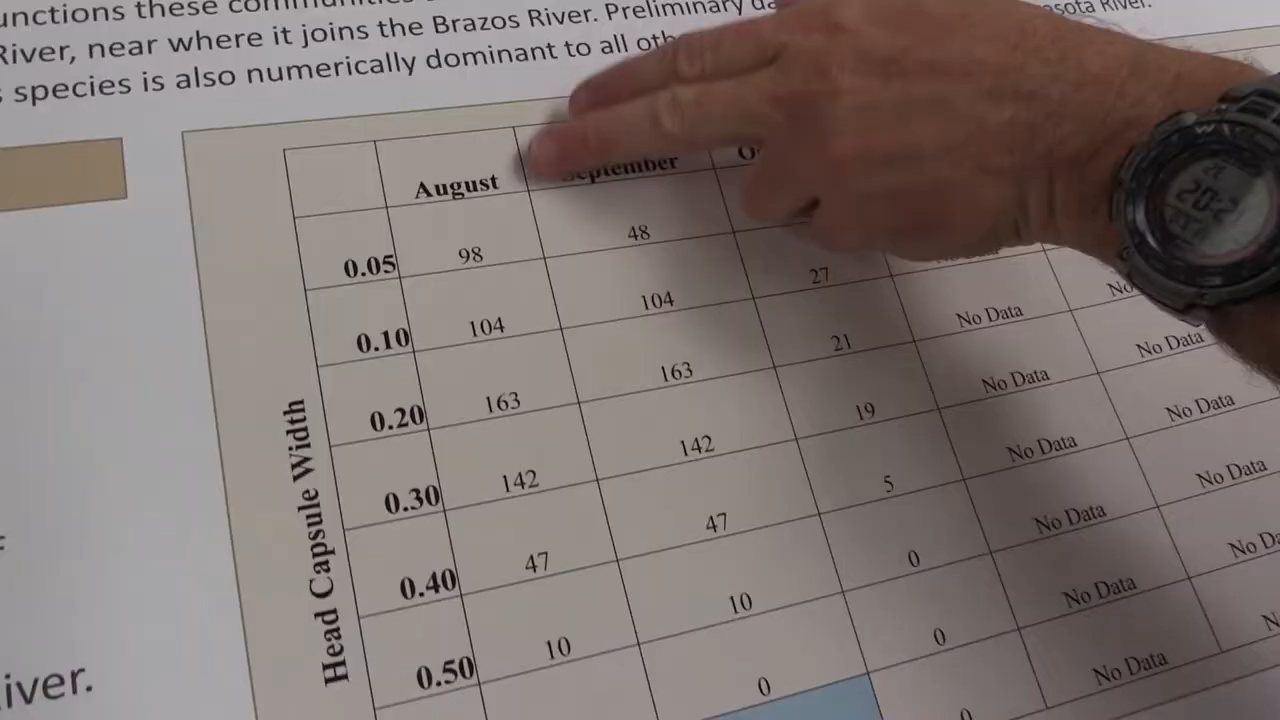 unctions these
River, near where it joins the Brazos River. Preliminary
sota River.
species is also numerically dominant to all
August September
0.05 98 48
0.10 104 104 27
0.20 163 163 21 No Data No
0.30 142 142 19 No Data No Data
0.40 47 47 5 No Data No Data
0.50 10 10 0 No Data No Data
0 0 No Data No Da
0 No Data N
Head Capsule Width
iver.